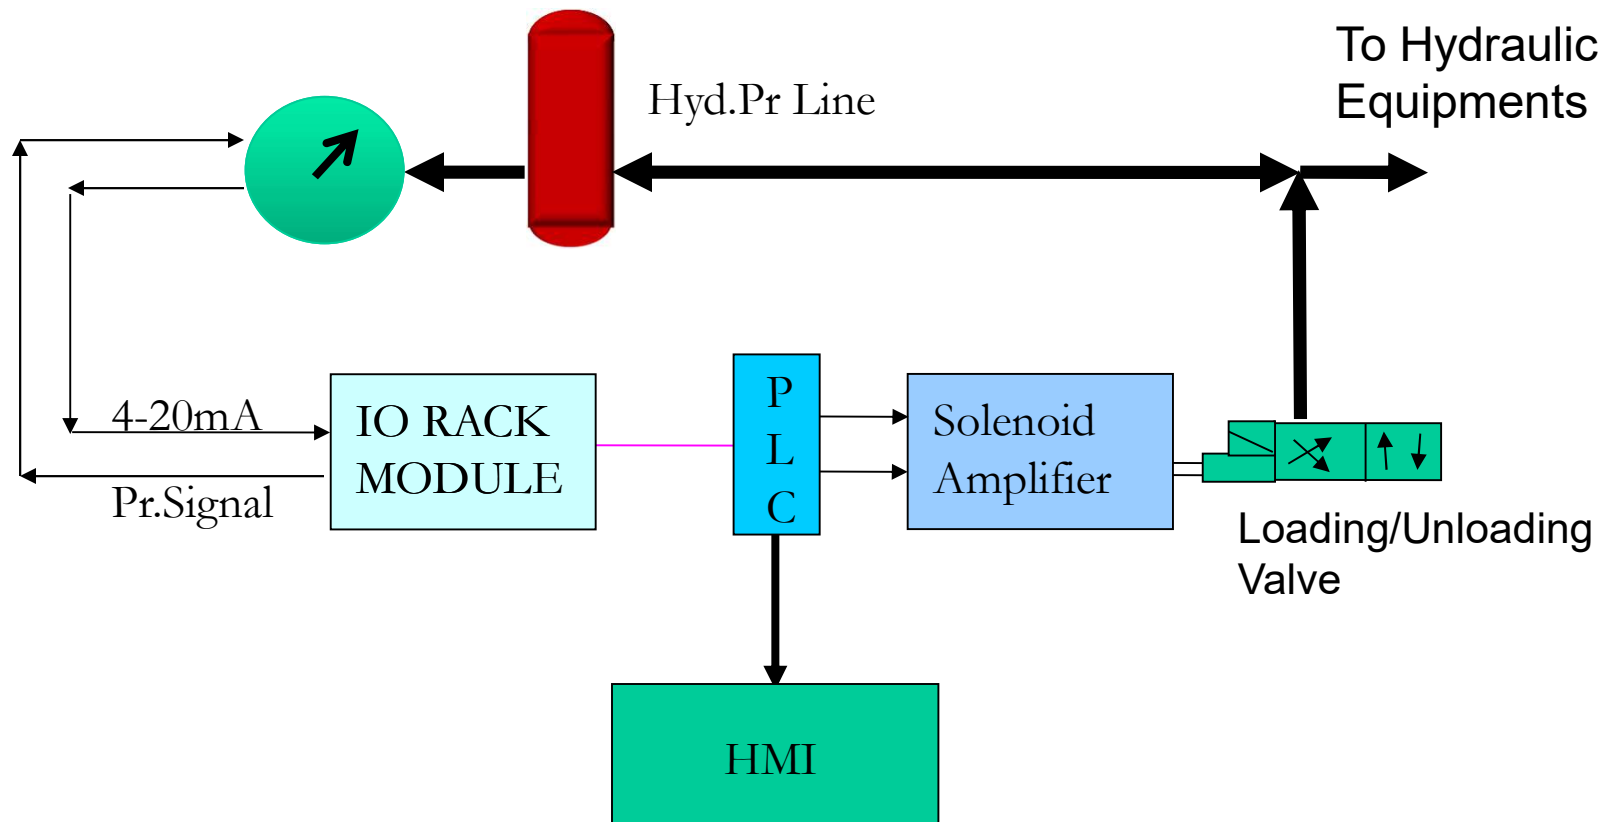 To Hydraulic
Equipments
Hyd.Pr Line
4-20mA
Pr.Signal
IO RACK
MODULE
P
L
C
Solenoid
Amplifier
Loading/Unloading
Valve
HMI